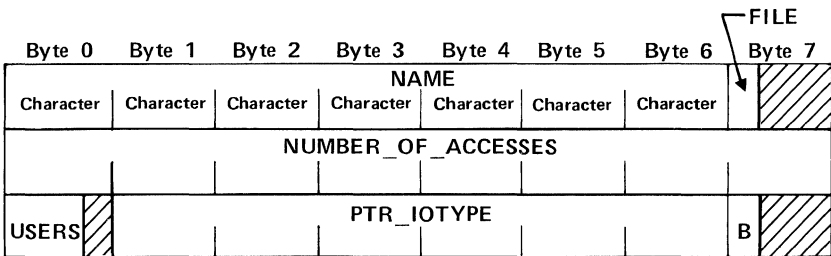 FILE
Byte 0 Byte 1 Byte 2 Byte 3 Byte 4 Byte 5 Byte 6 Byte 7
NAME
Character Character Character Character Character Character Character
NUMBER_OF_ACCESSES
PTR_IOTYPE
USERS B